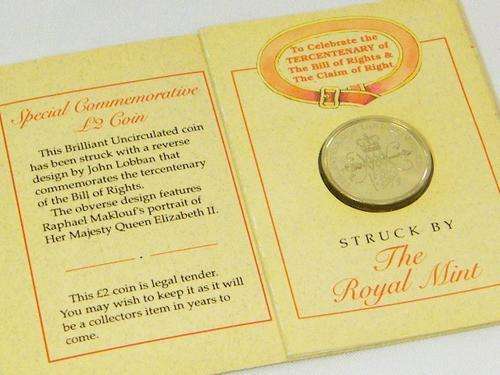 Special Commemorative
£2 Coin
This Brilliant Uncirculated coin
has been struck with a reverse
design by John Lobban that
commemorates the tercentenary
of the Bill of Rights.
The obverse design features
Raphael Maklouf's portrait of
Her Majesty Queen Elizabeth II.
This £2 coin is legal tender.
You may wish to keep it as it will
be a collectors item in years to
come.
To Celebrate the
TERCENTENARY of
The Bill of Rights &
The Claim of Right
STRUCK BY
The
Royal Mint